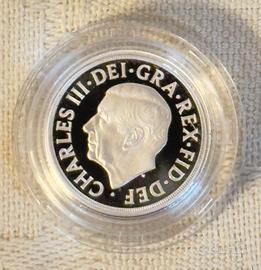 · CHARLES III · DEI · GRA · REX · FID · DEF